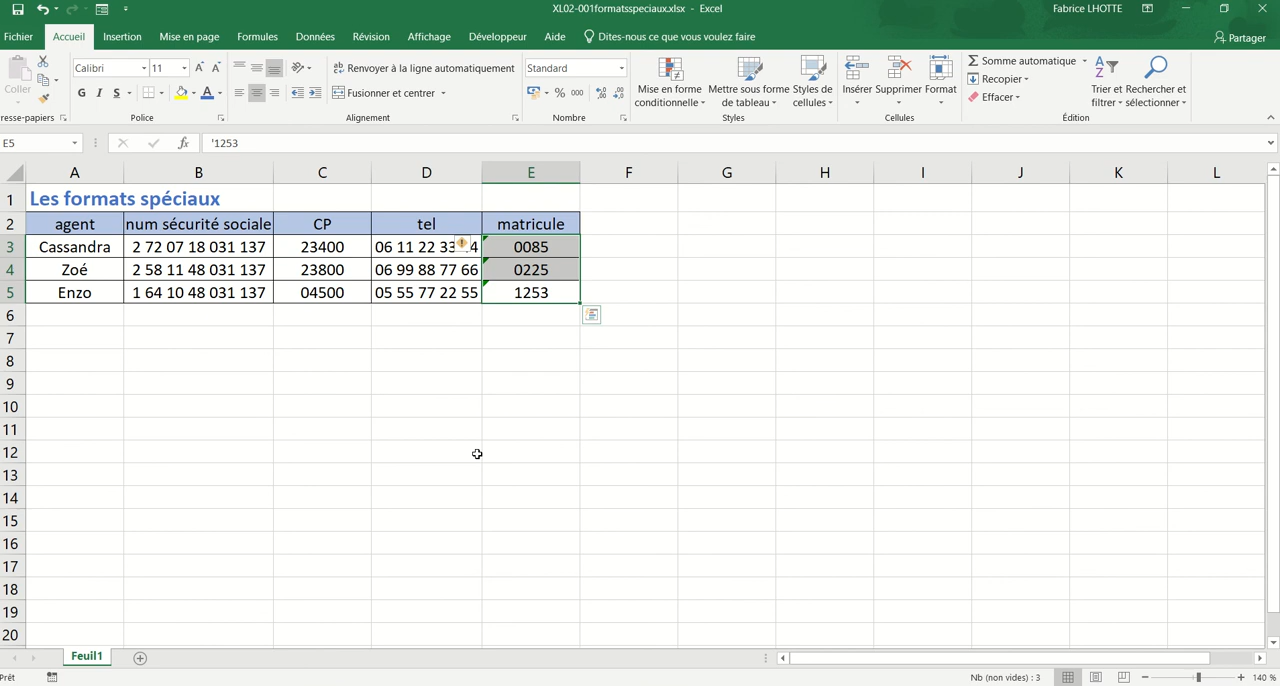 XL02-001formatsspeciaux.xlsx - Excel
Fabrice LHOTTE
Fichier Accueil Insertion Mise en page Formules Données Révision Affichage Développeur Aide Dites-nous ce que vous voulez faire
Partager
Coller
Calibri 11
Renvoyer à la ligne automatiquement
Standard
G I S
Fusionner et centrer
% 000
Mise en forme conditionnelle
Mettre sous forme de tableau
Styles de cellules
Insérer Supprimer Format
Somme automatique
Recopier
Effacer
Trier et filtrer
Rechercher et sélectionner
resse-papiers Police Alignement Nombre Styles Cellules Édition
E5 fx '1253
A B C D E F G H I J K L
1 Les formats spéciaux
2 agent num sécurité sociale CP tel matricule
3 Cassandra 2 72 07 18 031 137 23400 06 11 22 33 4 0085
4 Zoé 2 58 11 48 031 137 23800 06 99 88 77 66 0225
5 Enzo 1 64 10 48 031 137 04500 05 55 77 22 55 1253
6
7
8
9
10
11
12
13
14
15
16
17
18
19
20
Feuil1
Prêt
Nb (non vides) : 3
140 %